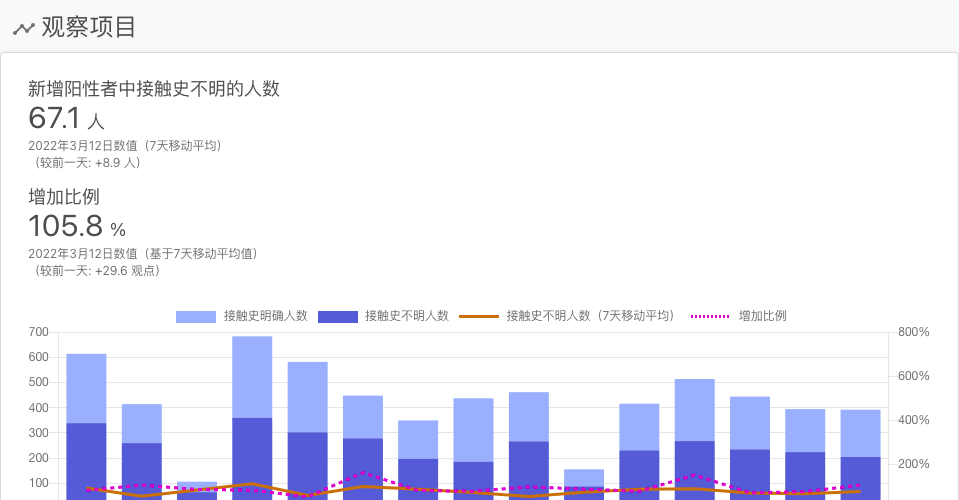 观察项目
新增阳性者中接触史不明的人数
67.1 人
2022年3月12日数值（7天移动平均）
（较前一天: +8.9 人）
增加比例
105.8 %
2022年3月12日数值（基于7天移动平均值）
（较前一天: +29.6 观点）
接触史明确人数 接触史不明人数 接触史不明人数（7天移动平均） 增加比例
700 800%
600
600%
500
400 400%
300
200 200%
100